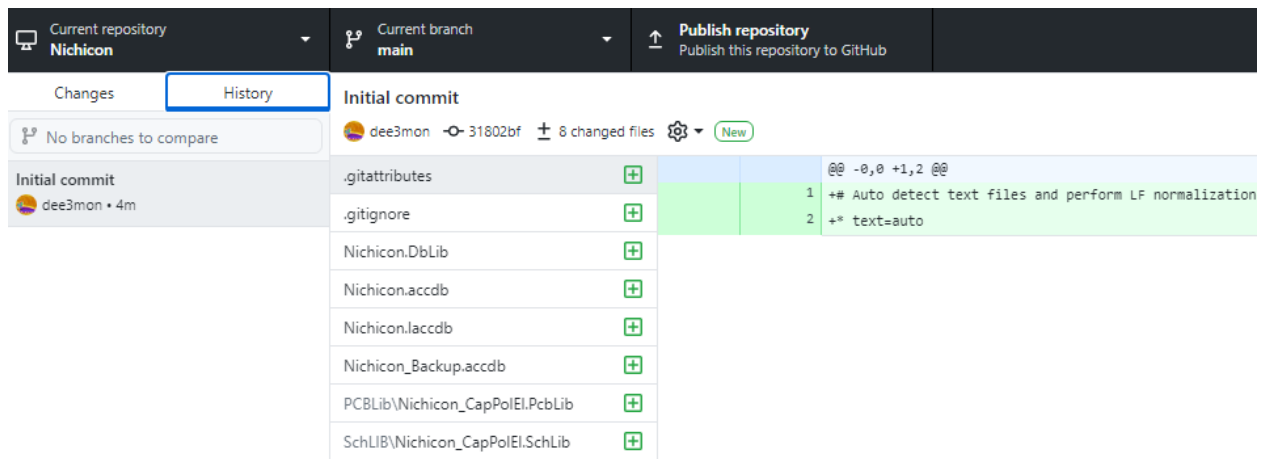 Current repository
Nichicon
Current branch
main
Publish repository
Publish this repository to GitHub
Changes
History
No branches to compare
Initial commit
dee3mon • 4m
Initial commit
dee3mon 31802bf 8 changed files New
.gitattributes
.gitignore
Nichicon.DbLib
Nichicon.accdb
Nichicon.laccdb
Nichicon_Backup.accdb
PCBLib\Nichicon_CapPolEl.PcbLib
SchLIB\Nichicon_CapPolEl.SchLib
@@ -0,0 +1,2 @@
1 +# Auto detect text files and perform LF normalization
2 +* text=auto